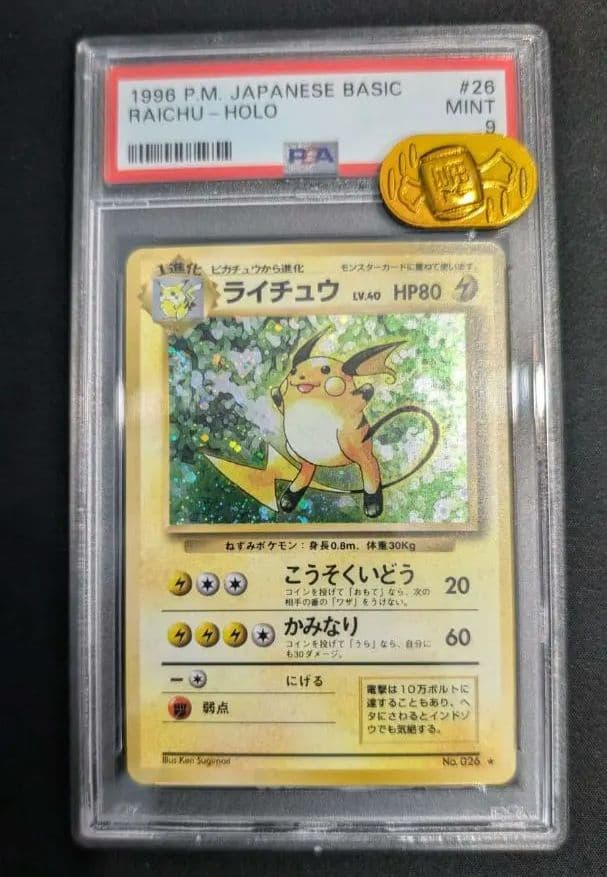 1996 P.M. JAPANESE BASIC #26
RAICHU - HOLO MINT
9
PSA
1進化 ピカチュウから進化 モンスターカードに重ねて使います。
ライチュウ LV.40 HP80
ねずみポケモン：身長0.8m、体重30Kg
こうそくいどう 20
コインを投げて「おもて」なら、次の
相手の番の「ワザ」をうけない。
かみなり 60
コインを投げて「うら」なら、自分に
も30ダメージ。
にげる
弱点
電撃は10万ボルトに
達することもあり、ヘ
タにさわるとインドゾ
ウでも気絶する。
Illus.Ken Sugimori No. 026 ★